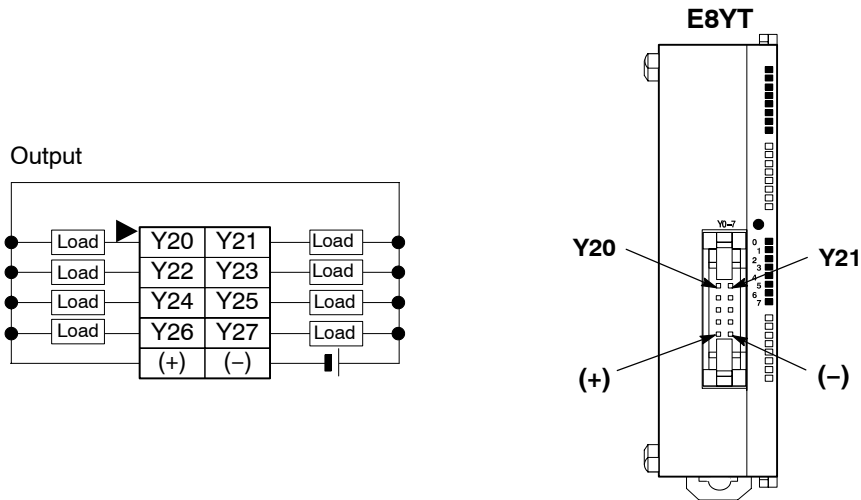 E8YT
Output
Load Y20 Y21 Load
Load Y22 Y23 Load
Load Y24 Y25 Load
Load Y26 Y27 Load
(+) (–)
Y0–7
0
1
2
3
4
5
6
7
Y20
Y21
(+)
(–)